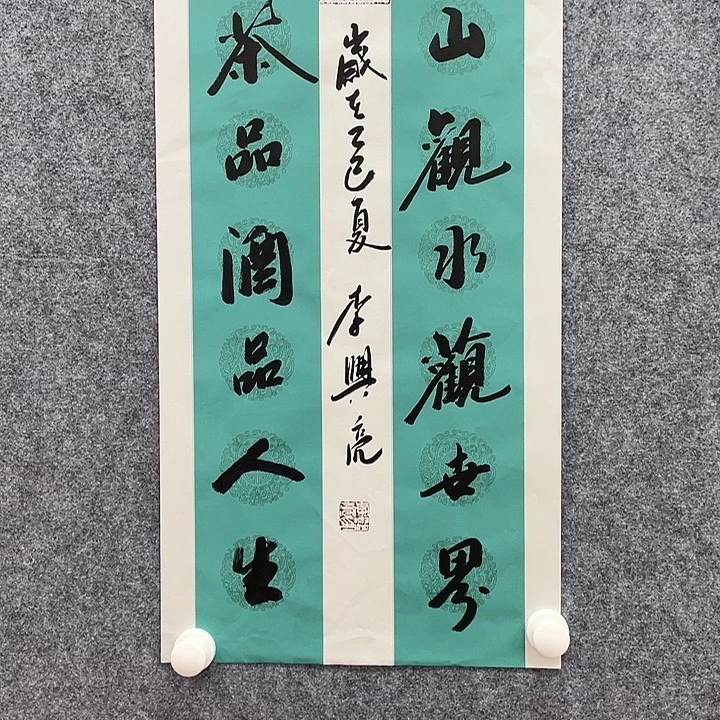 山觀水觀世界
歲在乙巳夏 李興亮
茶品酒品人生